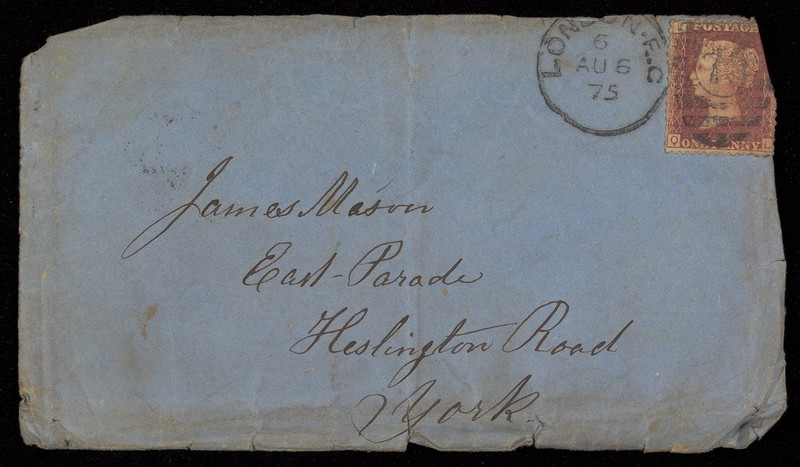 LONDON·E.C
6
AU 6
75
POSTAGE
ONE PENNY
Q L
James Mason
East-Parade
Heslington Road
York.